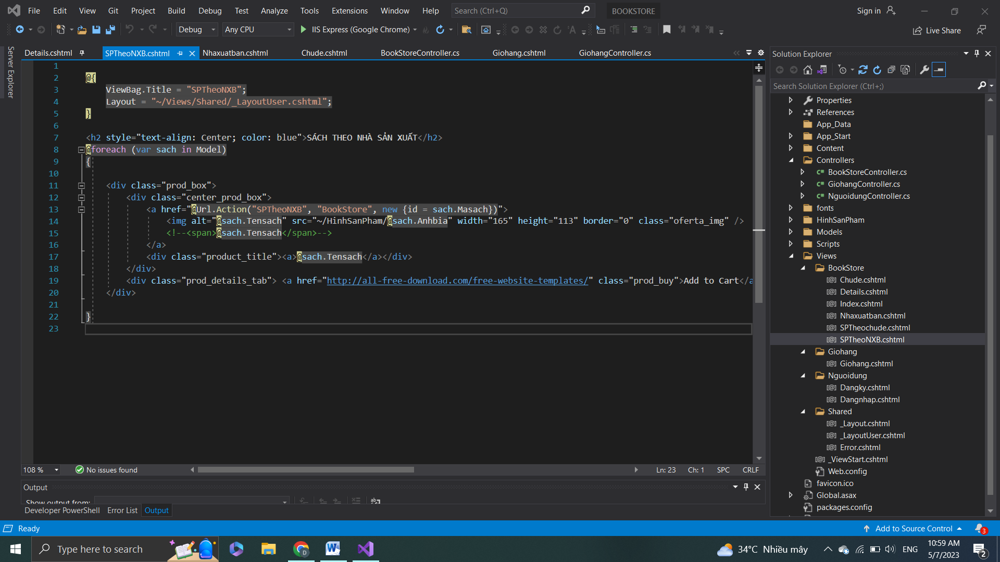 File Edit View Git Project Build Debug Test Analyze Tools Extensions Window Help Search (Ctrl+Q) BOOKSTORE Sign in
Debug Any CPU IIS Express (Google Chrome) Live Share
Server Explorer
Details.cshtml SPTheoNXB.cshtml Nhaxuatban.cshtml Chude.cshtml BookStoreController.cs Giohang.cshtml GiohangController.cs
1
2 @{
3 ViewBag.Title = "SPTheoNXB";
4 Layout = "~/Views/Shared/_LayoutUser.cshtml";
5 }
6
7 <h2 style="text-align: Center; color: blue">SÁCH THEO NHÀ SẢN XUẤT</h2>
8 @foreach (var sach in Model)
9 {
10
11 <div class="prod_box">
12 <div class="center_prod_box">
13 <a href="@Url.Action("SPTheoNXB", "BookStore", new {id = sach.Masach})">
14 <img alt="@sach.Tensach" src="~/HinhSanPham/@sach.Anhbia" width="165" height="113" border="0" class="oferta_img" />
15 <!--<span>@sach.Tensach</span>-->
16 </a>
17 <div class="product_title"><a>@sach.Tensach</a></div>
18 </div>
19 <div class="prod_details_tab"> <a href="http://all-free-download.com/free-website-templates/" class="prod_buy">Add to Cart</a
20 </div>
21
22 }
23
108 % No issues found Ln: 23 Ch: 1 SPC CRLF
Output
Show output from:
Developer PowerShell Error List Output
Solution Explorer
Search Solution Explorer (Ctrl+;)
Properties
References
App_Data
App_Start
Content
Controllers
C# BookStoreController.cs
C# GiohangController.cs
C# NguoidungController.cs
fonts
HinhSanPham
Models
Scripts
Views
BookStore
[@] Chude.cshtml
[@] Details.cshtml
[@] Index.cshtml
[@] Nhaxuatban.cshtml
[@] SPTheochude.cshtml
[@] SPTheoNXB.cshtml
Giohang
[@] Giohang.cshtml
Nguoidung
[@] Dangky.cshtml
[@] Dangnhap.cshtml
Shared
[@] _Layout.cshtml
[@] _LayoutUser.cshtml
[@] Error.cshtml
[@] _ViewStart.cshtml
Web.config
favicon.ico
Global.asax
packages.config
Ready Add to Source Control 3
Type here to search 34°C Nhiều mây ENG 10:59 AM
5/7/2023 2